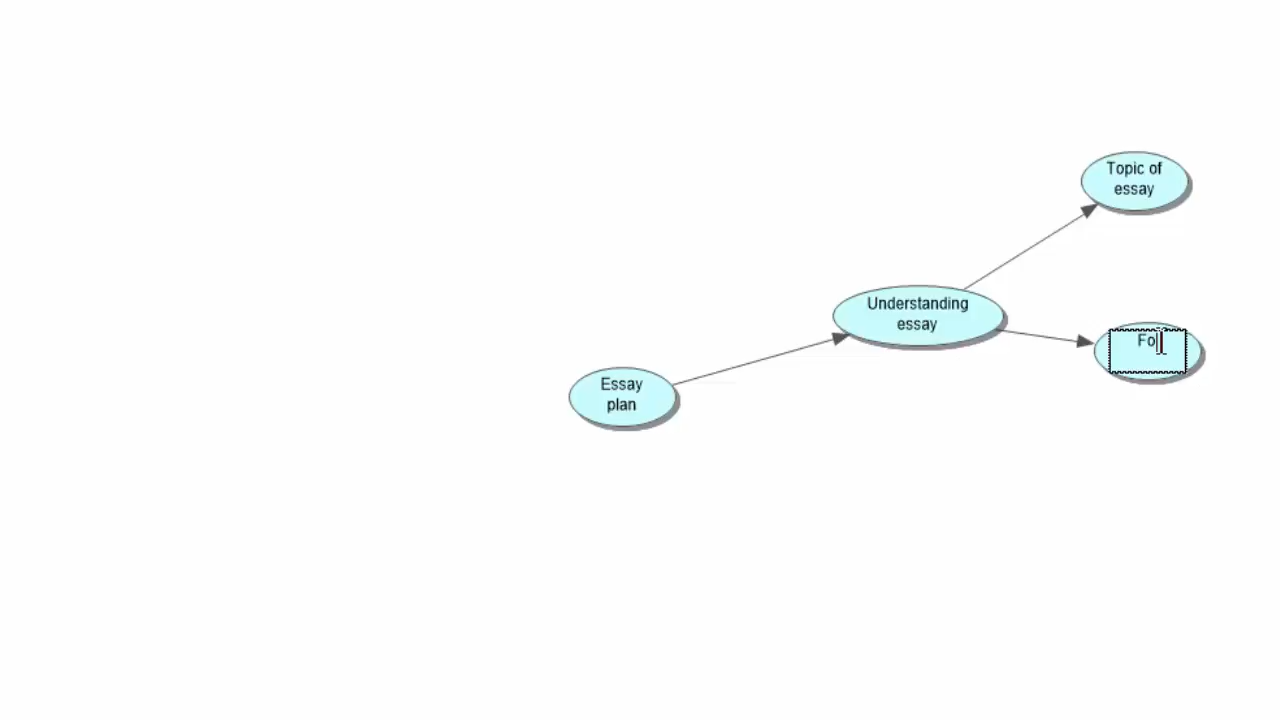 Topic of
essay
Understanding
essay
Fo
Essay
plan